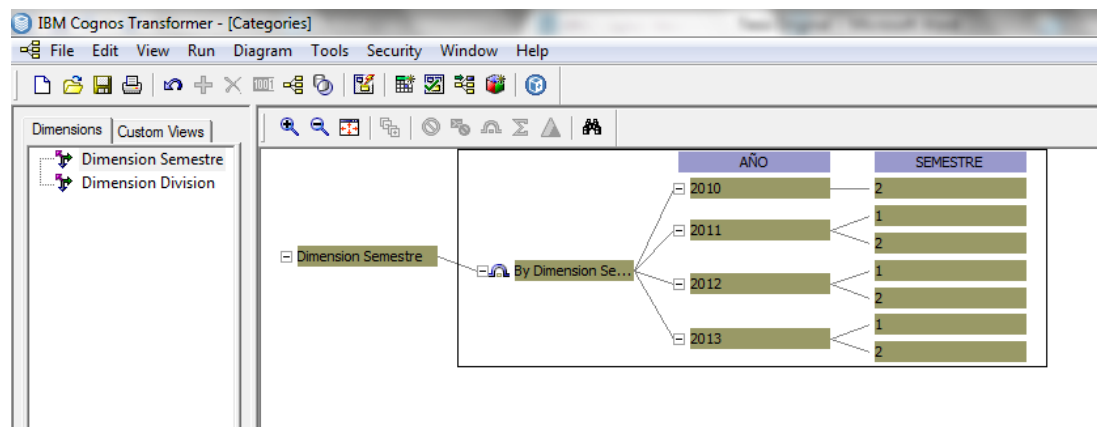 IBM Cognos Transformer - [Categories]
File Edit View Run Diagram Tools Security Window Help
Dimensions Custom Views
Dimension Semestre
Dimension Division
AÑO SEMESTRE
2010 2
2011 1
2
Dimension Semestre By Dimension Se...
2012 1
2
2013 1
2